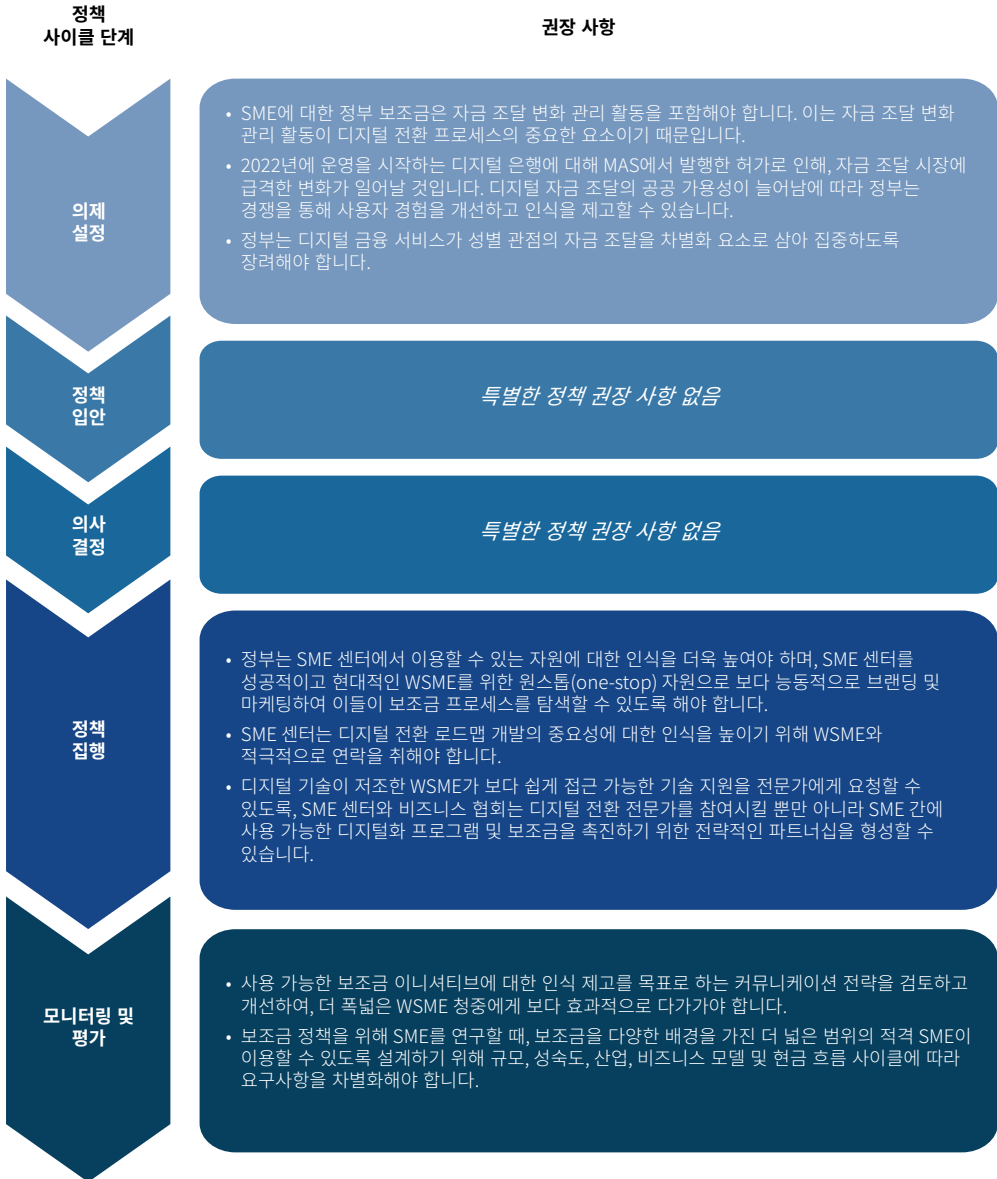 정책
사이클 단계
권장 사항
의제
설정
• SME에 대한 정부 보조금은 자금 조달 변화 관리 활동을 포함해야 합니다. 이는 자금 조달 변화
관리 활동이 디지털 전환 프로세스의 중요한 요소이기 때문입니다.
• 2022년에 운영을 시작하는 디지털 은행에 대해 MAS에서 발행한 허가로 인해, 자금 조달 시장에
급격한 변화가 일어날 것입니다. 디지털 자금 조달의 공공 가용성이 늘어남에 따라 정부는
경쟁을 통해 사용자 경험을 개선하고 인식을 제고할 수 있습니다.
• 정부는 디지털 금융 서비스가 성별 관점의 자금 조달을 차별화 요소로 삼아 집중하도록
장려해야 합니다.
정책
입안
특별한 정책 권장 사항 없음
의사
결정
특별한 정책 권장 사항 없음
정책
집행
• 정부는 SME 센터에서 이용할 수 있는 자원에 대한 인식을 더욱 높여야 하며, SME 센터를
성공적이고 현대적인 WSME를 위한 원스톱(one-stop) 자원으로 보다 능동적으로 브랜딩 및
마케팅하여 이들이 보조금 프로세스를 탐색할 수 있도록 해야 합니다.
• SME 센터는 디지털 전환 로드맵 개발의 중요성에 대한 인식을 높이기 위해 WSME와
적극적으로 연락을 취해야 합니다.
• 디지털 기술이 저조한 WSME가 보다 쉽게 접근 가능한 기술 지원을 전문가에게 요청할 수
있도록, SME 센터와 비즈니스 협회는 디지털 전환 전문가를 참여시킬 뿐만 아니라 SME 간에
사용 가능한 디지털화 프로그램 및 보조금을 촉진하기 위한 전략적인 파트너십을 형성할 수
있습니다.
모니터링 및
평가
• 사용 가능한 보조금 이니셔티브에 대한 인식 제고를 목표로 하는 커뮤니케이션 전략을 검토하고
개선하여, 더 폭넓은 WSME 청중에게 보다 효과적으로 다가가야 합니다.
• 보조금 정책을 위해 SME를 연구할 때, 보조금을 다양한 배경을 가진 더 넓은 범위의 적격 SME이
이용할 수 있도록 설계하기 위해 규모, 성숙도, 산업, 비즈니스 모델 및 현금 흐름 사이클에 따라
요구사항을 차별화해야 합니다.